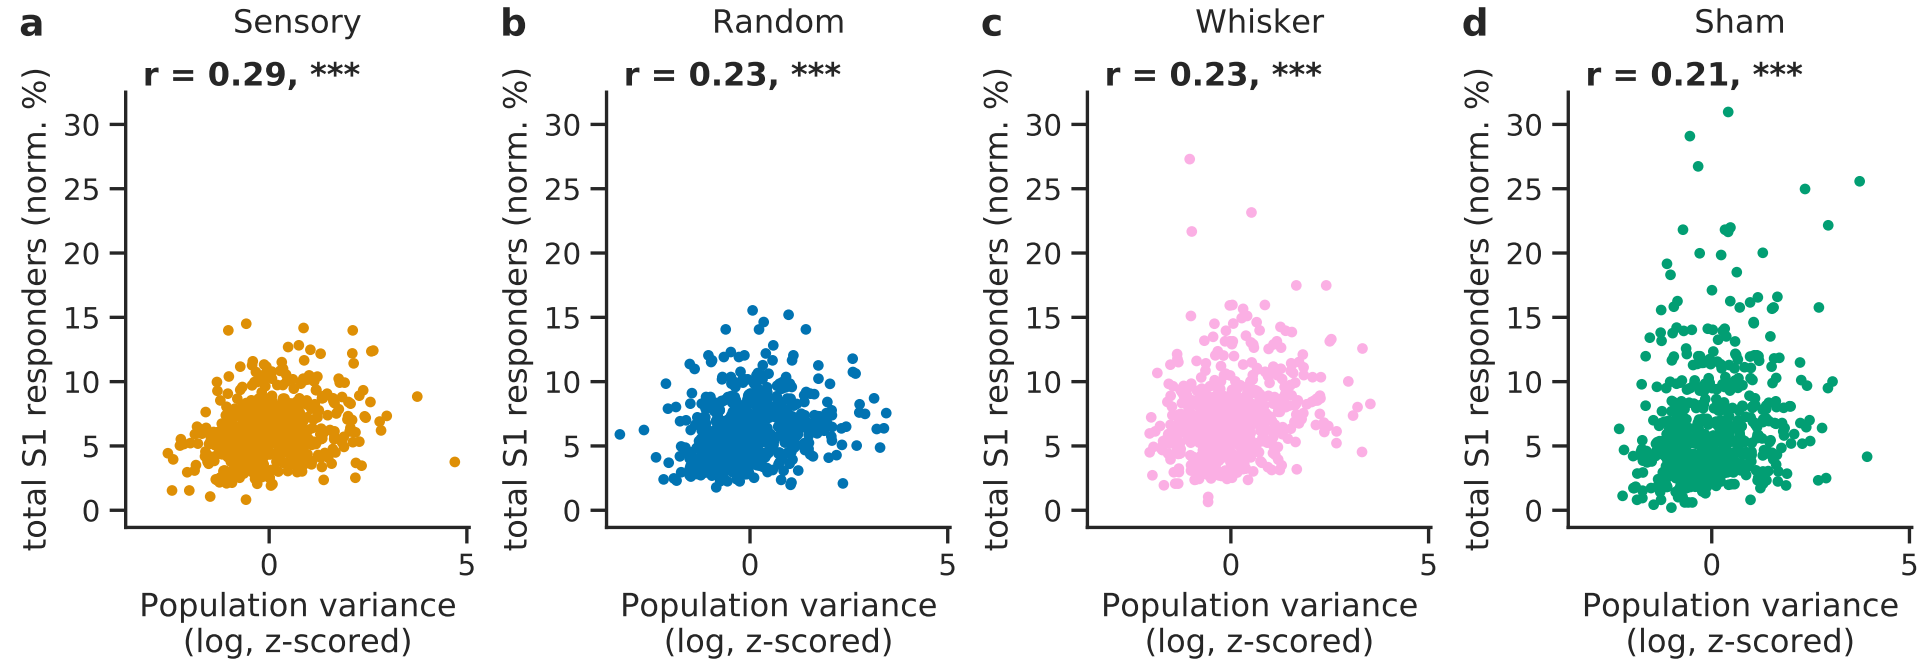 a
Sensory
r = 0.29, ***
total S1 responders (norm. %)
30
25
20
15
10
5
0
0
5
Population variance
(log, z-scored)
b
Random
r = 0.23, ***
total S1 responders (norm. %)
30
25
20
15
10
5
0
0
5
Population variance
(log, z-scored)
c
Whisker
r = 0.23, ***
total S1 responders (norm. %)
30
25
20
15
10
5
0
0
5
Population variance
(log, z-scored)
d
Sham
r = 0.21, ***
total S1 responders (norm. %)
30
25
20
15
10
5
0
0
5
Population variance
(log, z-scored)